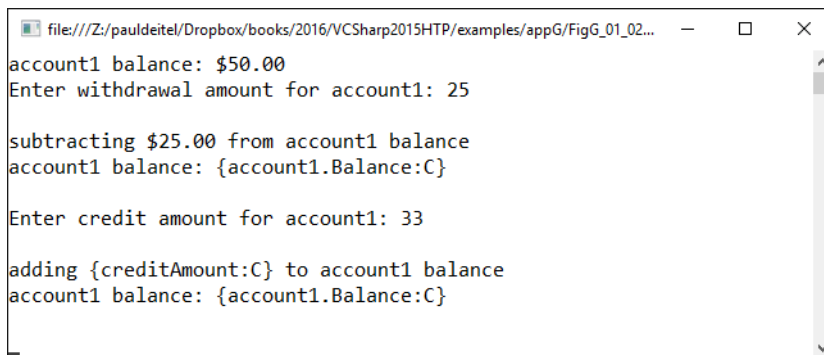 file:///Z:/pauldeitel/Dropbox/books/2016/VCSharp2015HTP/examples/appG/FigG_01_02...
account1 balance: $50.00
Enter withdrawal amount for account1: 25
subtracting $25.00 from account1 balance
account1 balance: {account1.Balance:C}
Enter credit amount for account1: 33
adding {creditAmount:C} to account1 balance
account1 balance: {account1.Balance:C}